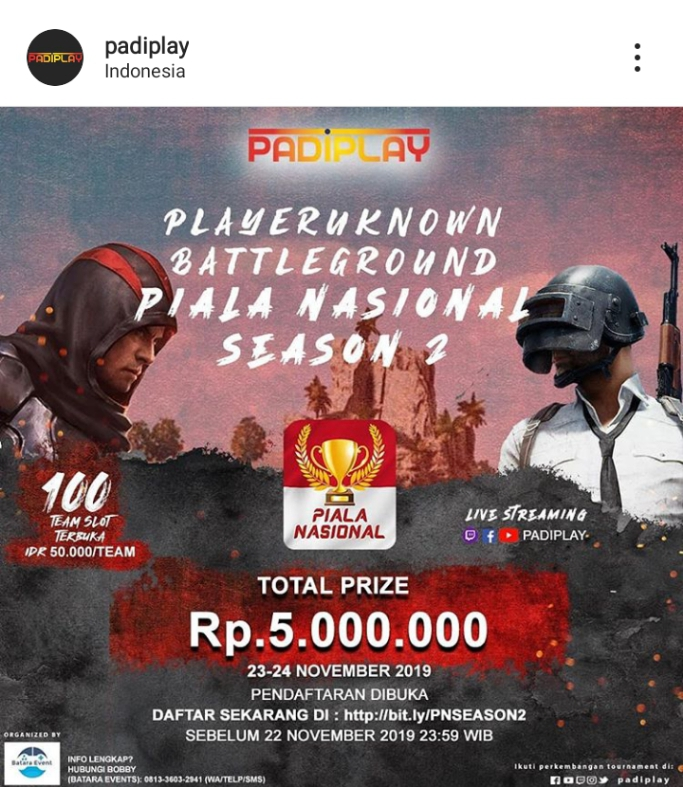 padiplay
Indonesia
PADIPLAY
PADIPLAY
PLAYERUKNOWN
BATTLEGROUND
PIALA NASIONAL
SEASON 2
PIALA
NASIONAL
100
TEAM SLOT
TERBUKA
IDR 50.000/TEAM
LIVE STREAMING
PADIPLAY
TOTAL PRIZE
Rp.5.000.000
23-24 NOVEMBER 2019
PENDAFTARAN DIBUKA
DAFTAR SEKARANG DI : http://bit.ly/PNSEASON2
SEBELUM 22 NOVEMBER 2019 23:59 WIB
ORGANIZED BY
Batara Event
INFO LENGKAP?
HUBUNGI BOBBY
(BATARA EVENTS): 0813-3603-2941 (WA/TELP/SMS)
Ikuti perkembangan tournament di:
padiplay